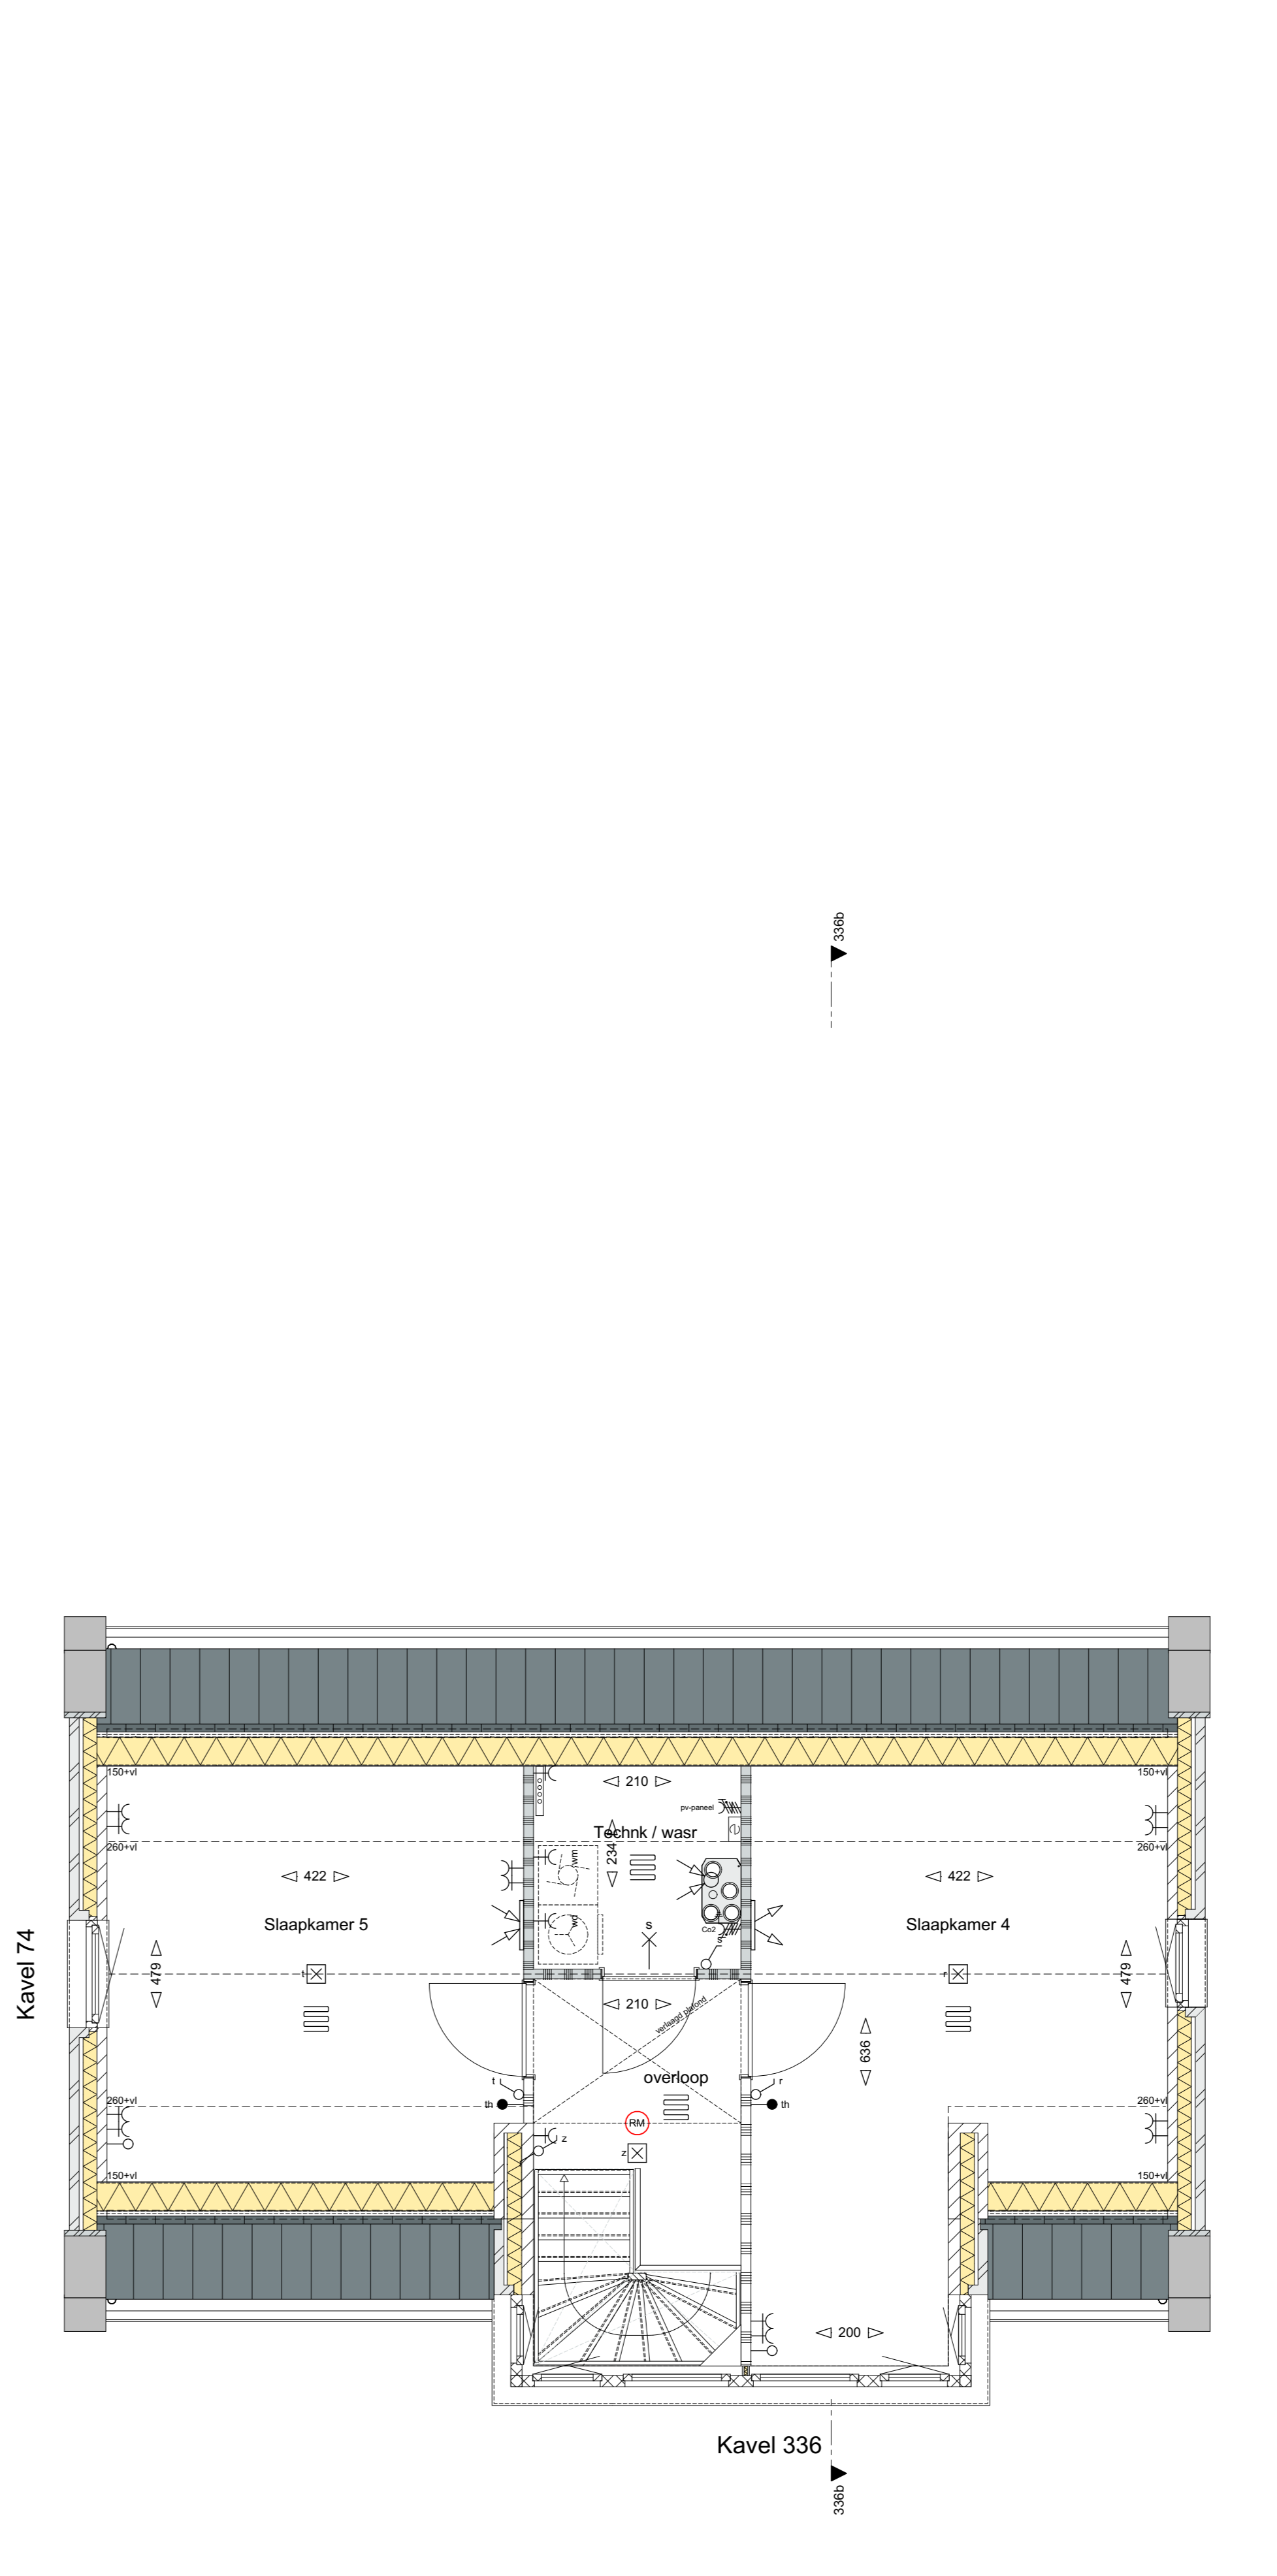 336b
150+vl
210
150+vl
pv-paneel
Technk / wasr
234
260+vl
260+vl
wm
422
422
Slaapkamer 5
Slaapkamer 4
wd
s
Co2
s
Kavel 74
479
t
r
479
210
verlaagd plafond
636
overloop
t
r
260+vl
260+vl
th
th
RM
z
z
150+vl
150+vl
200
Kavel 336
336b